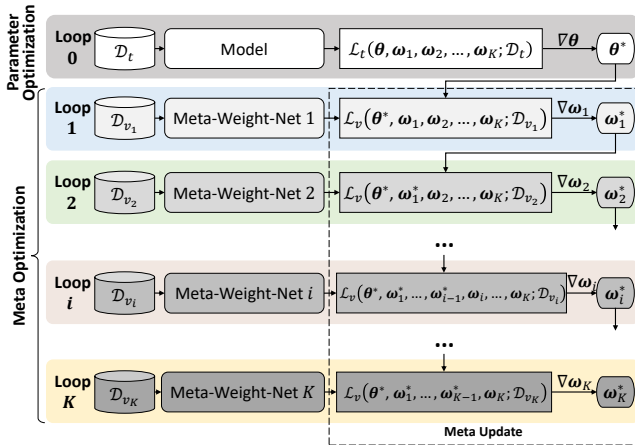 Parameter Optimization
Loop 0 𝒟_t Model ℒ_t(θ, ω_1, ω_2, ..., ω_K; 𝒟_t) ∇θ θ*
Meta Optimization
Loop 1 𝒟_{v_1} Meta-Weight-Net 1 ℒ_v(θ*, ω_1, ω_2, ..., ω_K; 𝒟_{v_1}) ∇ω_1 ω_1*
Loop 2 𝒟_{v_2} Meta-Weight-Net 2 ℒ_v(θ*, ω_1*, ω_2, ..., ω_K; 𝒟_{v_2}) ∇ω_2 ω_2*
... ...
Loop i 𝒟_{v_i} Meta-Weight-Net i ℒ_v(θ*, ω_1*, ..., ω_{i-1}*, ω_i, ..., ω_K; 𝒟_{v_i}) ∇ω_i ω_i*
... ...
Loop K 𝒟_{v_K} Meta-Weight-Net K ℒ_v(θ*, ω_1*, ..., ω_{K-1}*, ω_K; 𝒟_{v_K}) ∇ω_K ω_K*
Meta Update